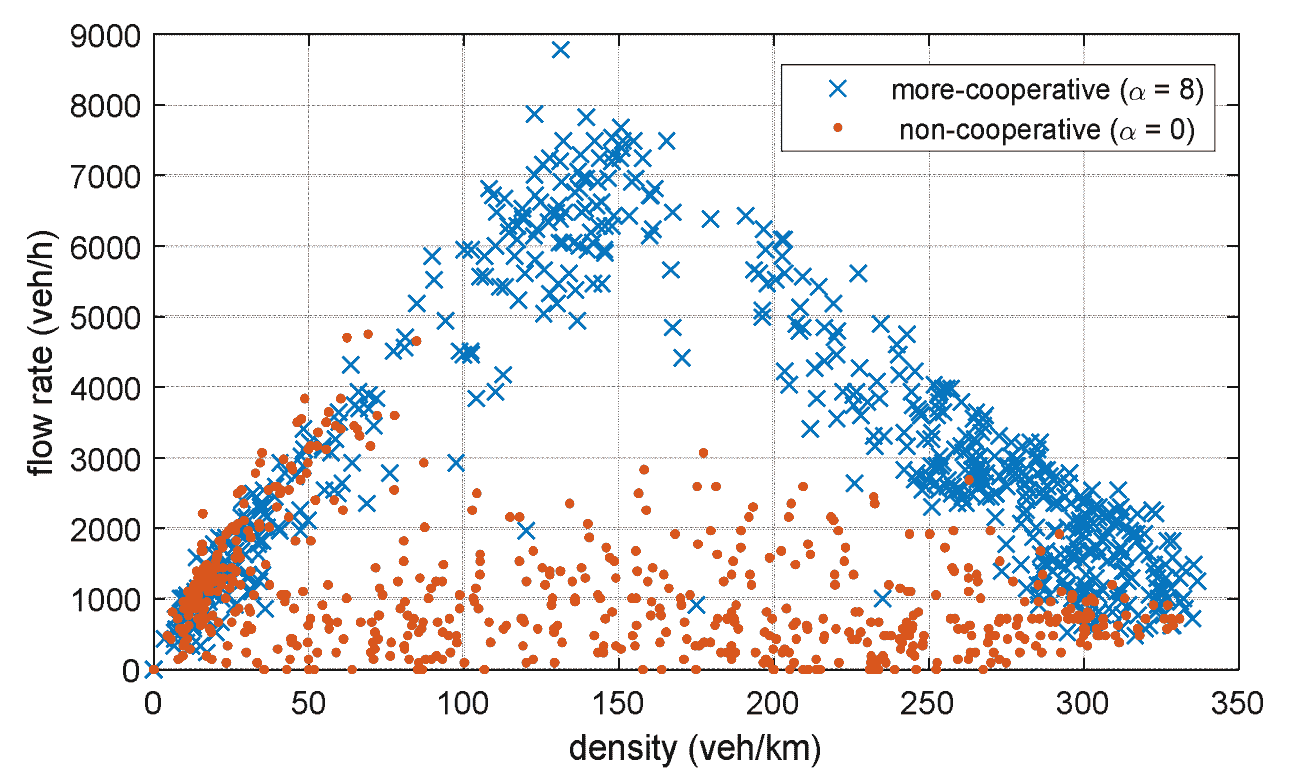 9000
8000
7000
6000
5000
4000
3000
2000
1000
0
flow rate (veh/h)
more-cooperative (α = 8)
non-cooperative (α = 0)
0 50 100 150 200 250 300 350
density (veh/km)